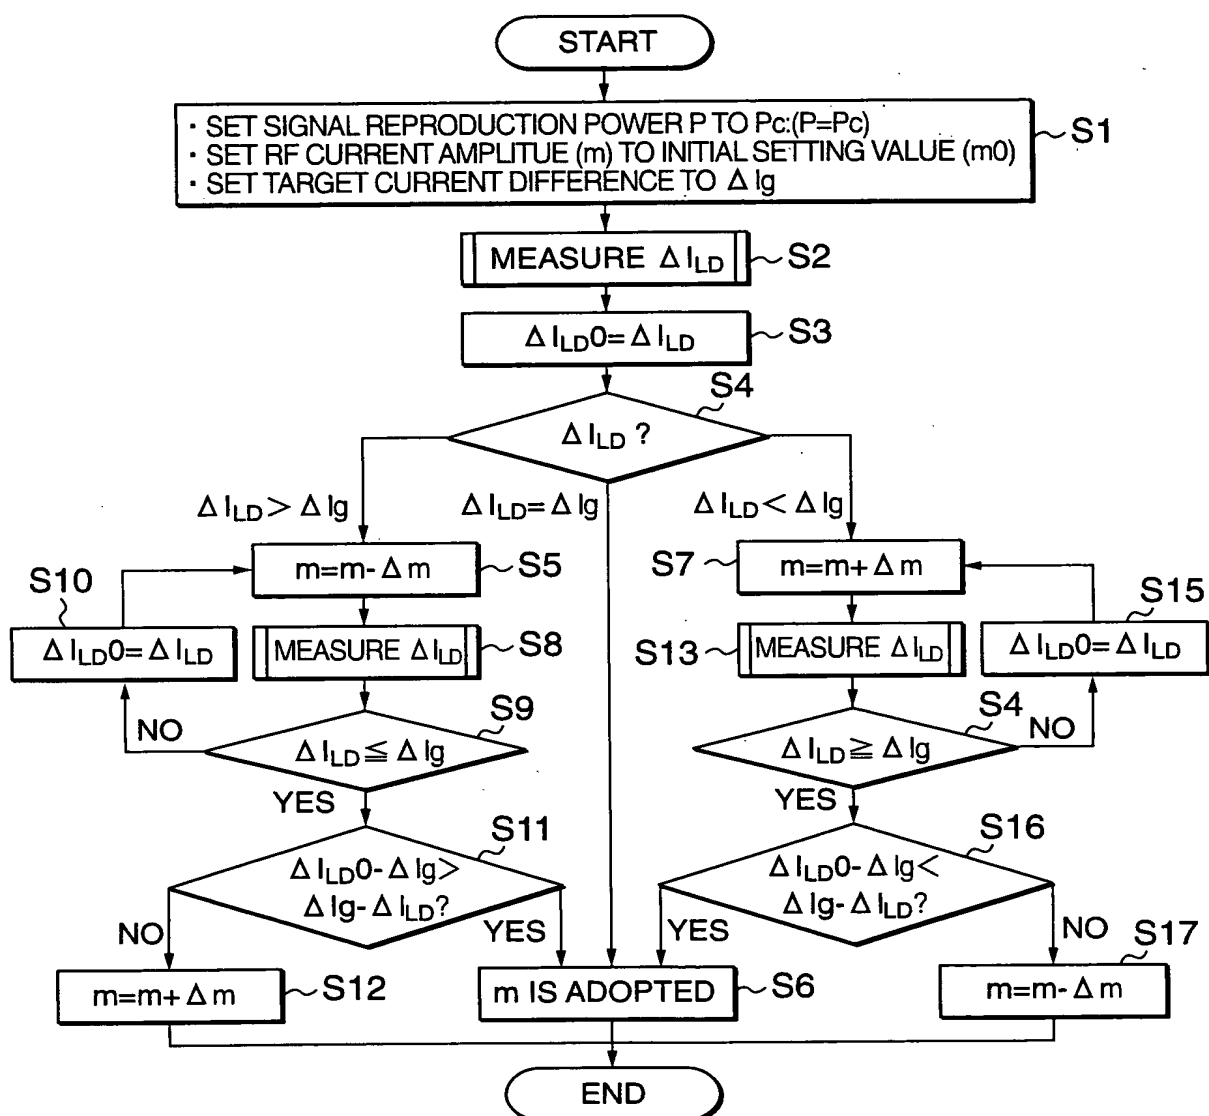 START
· SET SIGNAL REPRODUCTION POWER P TO Pc:(P=Pc)
· SET RF CURRENT AMPLITUE (m) TO INITIAL SETTING VALUE (m0)
· SET TARGET CURRENT DIFFERENCE TO Δ Ig
S1
MEASURE Δ ILD
S2
Δ ILD0= Δ ILD
S3
S4
Δ ILD ?
Δ ILD > Δ Ig
Δ ILD= Δ Ig
Δ ILD < Δ Ig
m=m- Δ m
S5
S7
m=m+ Δ m
S10
Δ ILD0= Δ ILD
MEASURE Δ ILD
S8
S13
MEASURE Δ ILD
S15
Δ ILD0= Δ ILD
NO
S9
Δ ILD ≦ Δ Ig
YES
S4
Δ ILD ≧ Δ Ig
NO
YES
S11
Δ ILD0- Δ Ig>
Δ Ig- Δ ILD?
NO
YES
S16
Δ ILD0- Δ Ig<
Δ Ig- Δ ILD?
YES
NO
m=m+ Δ m
S12
m IS ADOPTED
S6
S17
m=m- Δ m
END